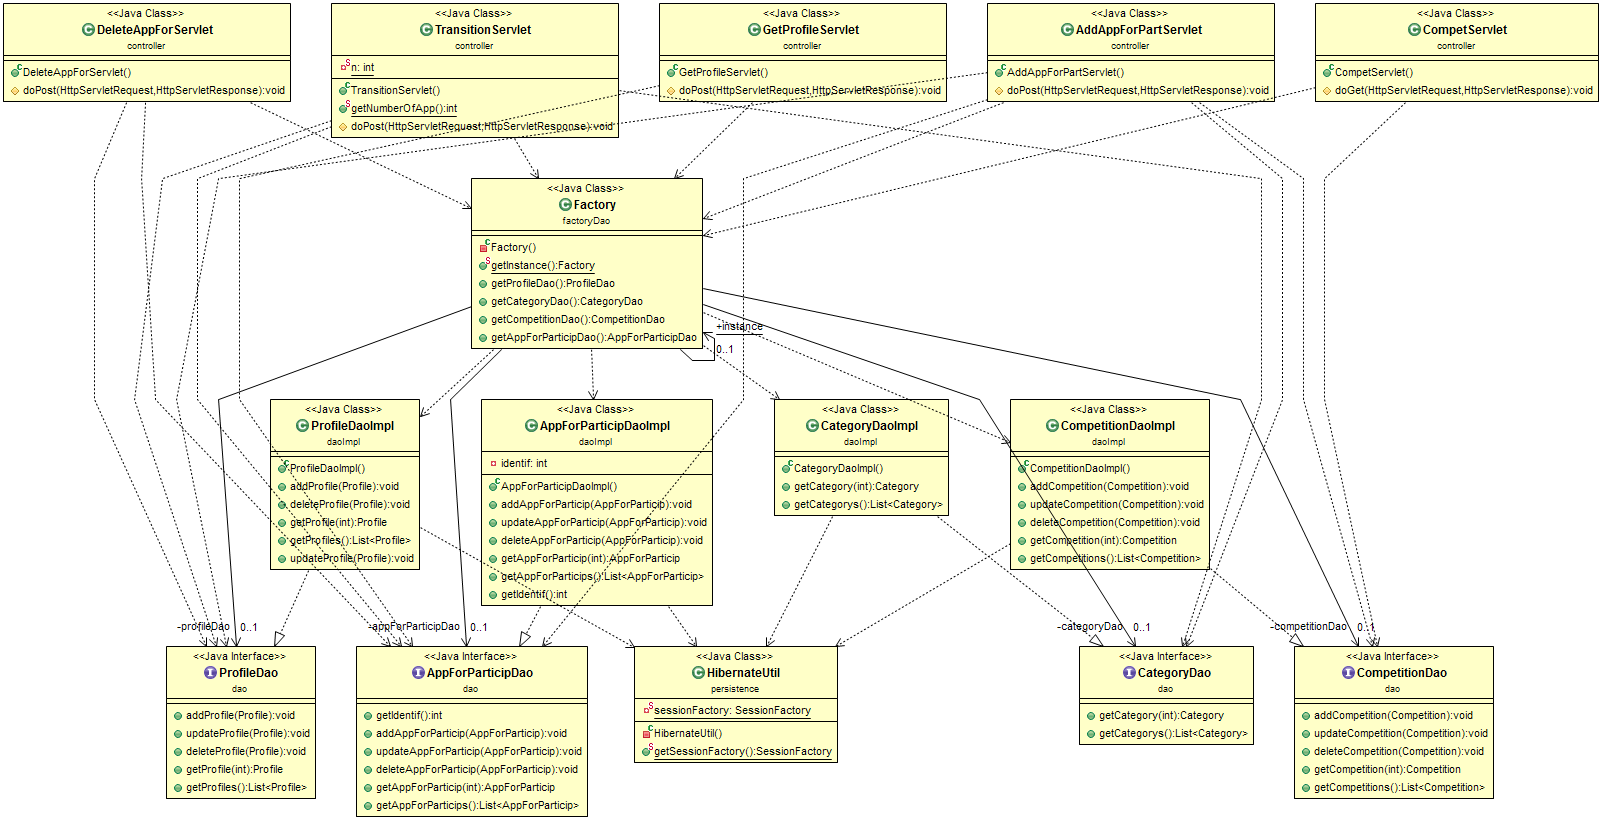 <<Java Class>>
DeleteAppForServlet
controller
DeleteAppForServlet()
doPost(HttpServletRequest,HttpServletResponse):void
<<Java Class>>
TransitionServlet
controller
n: int
TransitionServlet()
getNumberOfApp():int
doPost(HttpServletRequest,HttpServletResponse):void
<<Java Class>>
GetProfileServlet
controller
GetProfileServlet()
doPost(HttpServletRequest,HttpServletResponse):void
<<Java Class>>
AddAppForPartServlet
controller
AddAppForPartServlet()
doPost(HttpServletRequest,HttpServletResponse):void
<<Java Class>>
CompetServlet
controller
CompetServlet()
doGet(HttpServletRequest,HttpServletResponse):void
<<Java Class>>
Factory
factoryDao
Factory()
getInstance():Factory
getProfileDao():ProfileDao
getCategoryDao():CategoryDao
getCompetitionDao():CompetitionDao
getAppForParticipDao():AppForParticipDao
+instance
0..1
<<Java Class>>
ProfileDaoImpl
daoImpl
ProfileDaoImpl()
addProfile(Profile):void
deleteProfile(Profile):void
getProfile(int):Profile
getProfiles():List<Profile>
updateProfile(Profile):void
<<Java Class>>
AppForParticipDaoImpl
daoImpl
identif: int
AppForParticipDaoImpl()
addAppForParticip(AppForParticip):void
updateAppForParticip(AppForParticip):void
deleteAppForParticip(AppForParticip):void
getAppForParticip(int):AppForParticip
getAppForParticips():List<AppForParticip>
getIdentif():int
<<Java Class>>
CategoryDaoImpl
daoImpl
CategoryDaoImpl()
getCategory(int):Category
getCategorys():List<Category>
<<Java Class>>
CompetitionDaoImpl
daoImpl
CompetitionDaoImpl()
addCompetition(Competition):void
updateCompetition(Competition):void
deleteCompetition(Competition):void
getCompetition(int):Competition
getCompetitions():List<Competition>
-profileDao
0..1
-appForParticipDao
0..1
-categoryDao
0..1
-competitionDao
0..1
<<Java Interface>>
ProfileDao
dao
addProfile(Profile):void
updateProfile(Profile):void
deleteProfile(Profile):void
getProfile(int):Profile
getProfiles():List<Profile>
<<Java Interface>>
AppForParticipDao
dao
getIdentif():int
addAppForParticip(AppForParticip):void
updateAppForParticip(AppForParticip):void
deleteAppForParticip(AppForParticip):void
getAppForParticip(int):AppForParticip
getAppForParticips():List<AppForParticip>
<<Java Class>>
HibernateUtil
persistence
sessionFactory: SessionFactory
HibernateUtil()
getSessionFactory():SessionFactory
<<Java Interface>>
CategoryDao
dao
getCategory(int):Category
getCategorys():List<Category>
<<Java Interface>>
CompetitionDao
dao
addCompetition(Competition):void
updateCompetition(Competition):void
deleteCompetition(Competition):void
getCompetition(int):Competition
getCompetitions():List<Competition>